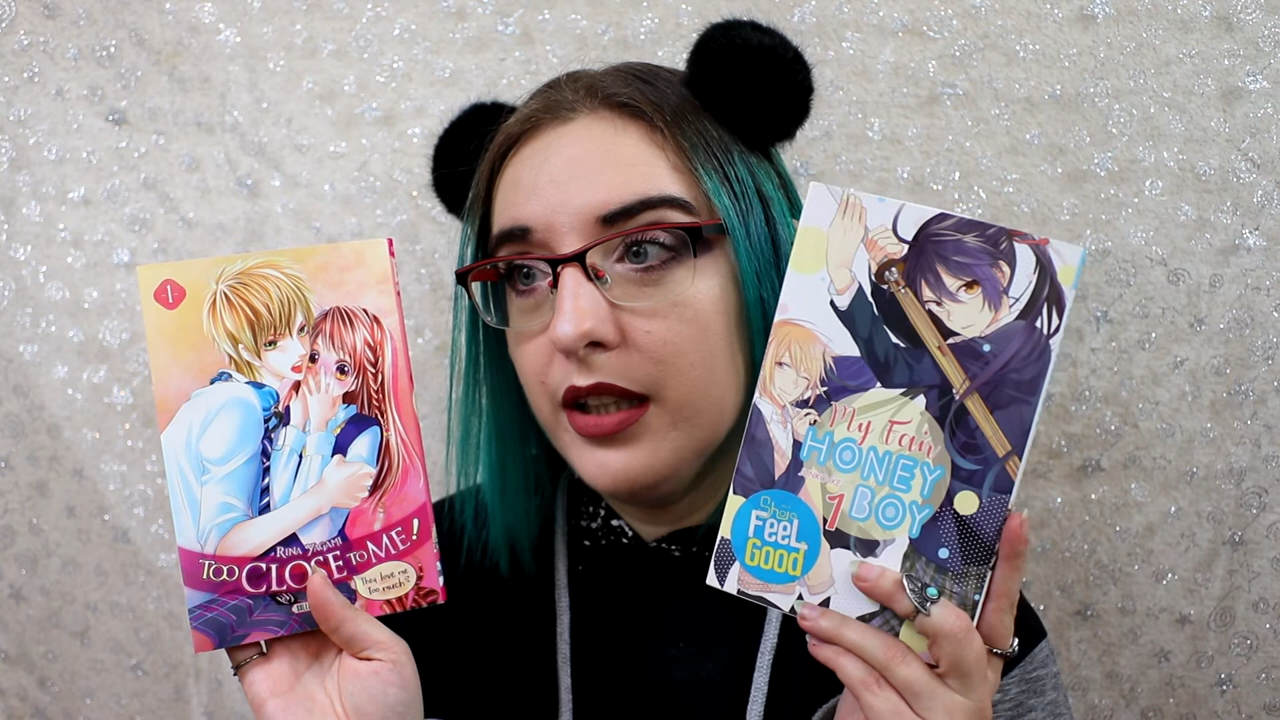 -1-
RINA YAGAMI
TOO CLOSE TO ME!
They love me
too much?
My Fair
HONEY
1 BOY
Shôjo
FEEL
GOOD